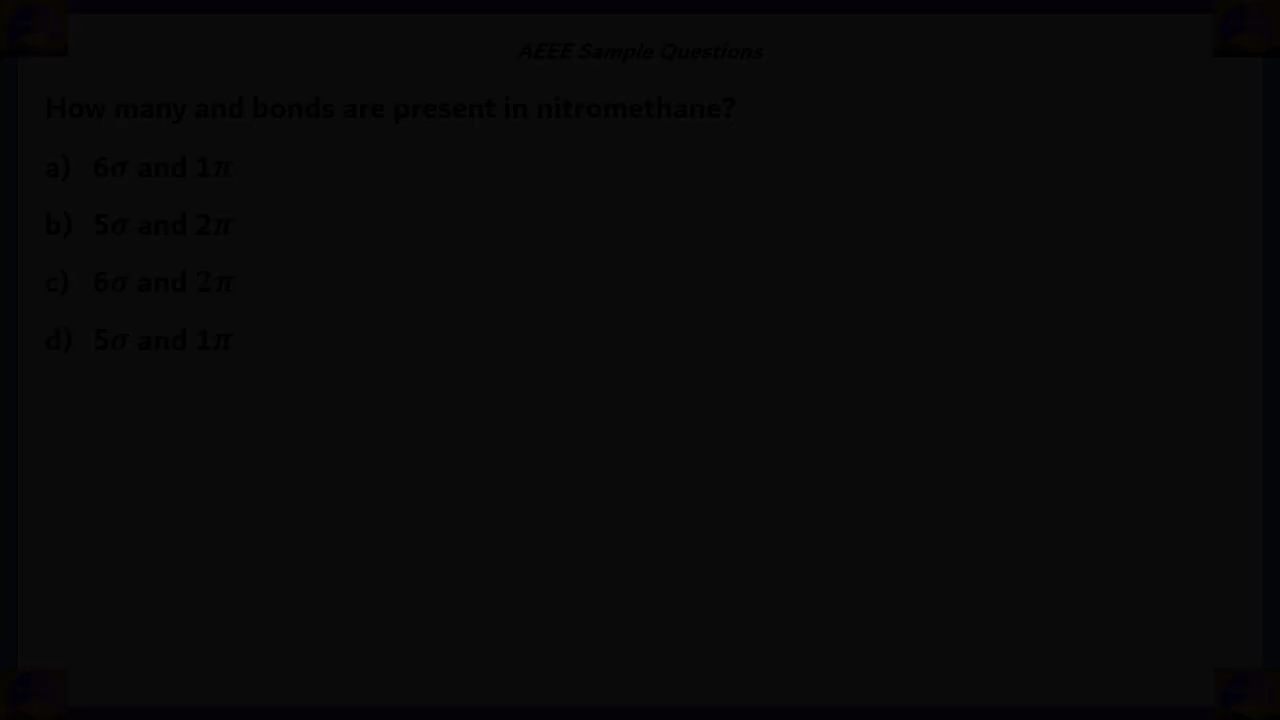 AEEE Sample Questions
How many and bonds are present in nitromethane?
a) 6σ and 1π
b) 5σ and 2π
c) 6σ and 2π
d) 5σ and 1π